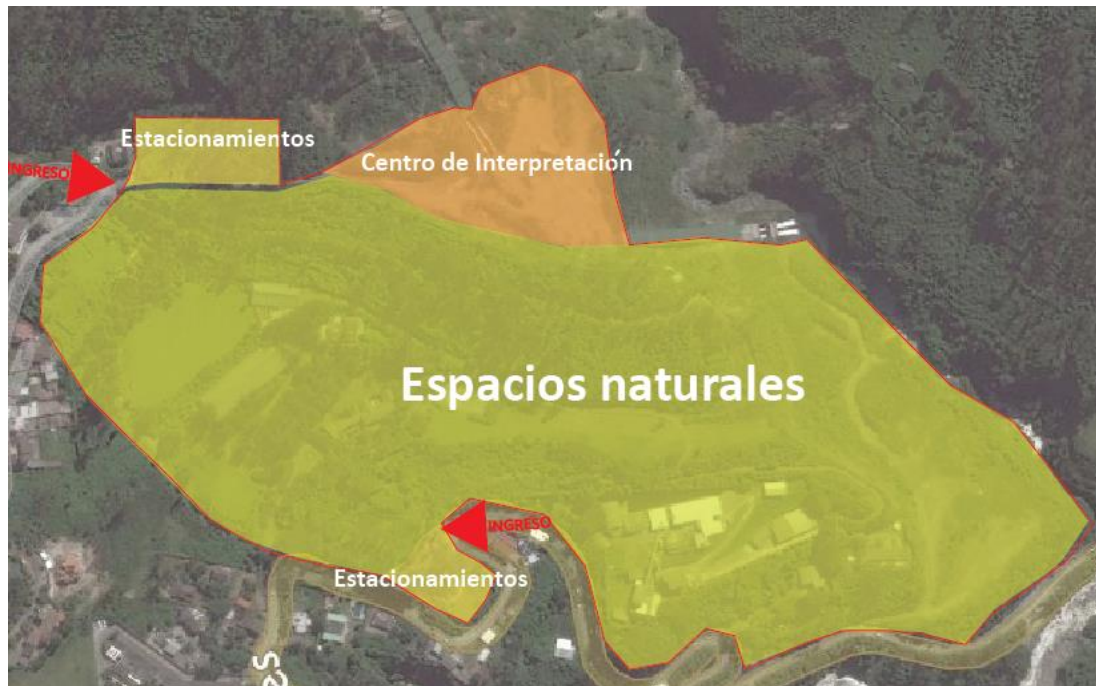 Estacionamientos
INGRESO
Centro de Interpretación
Espacios naturales
INGRESO
Estacionamientos